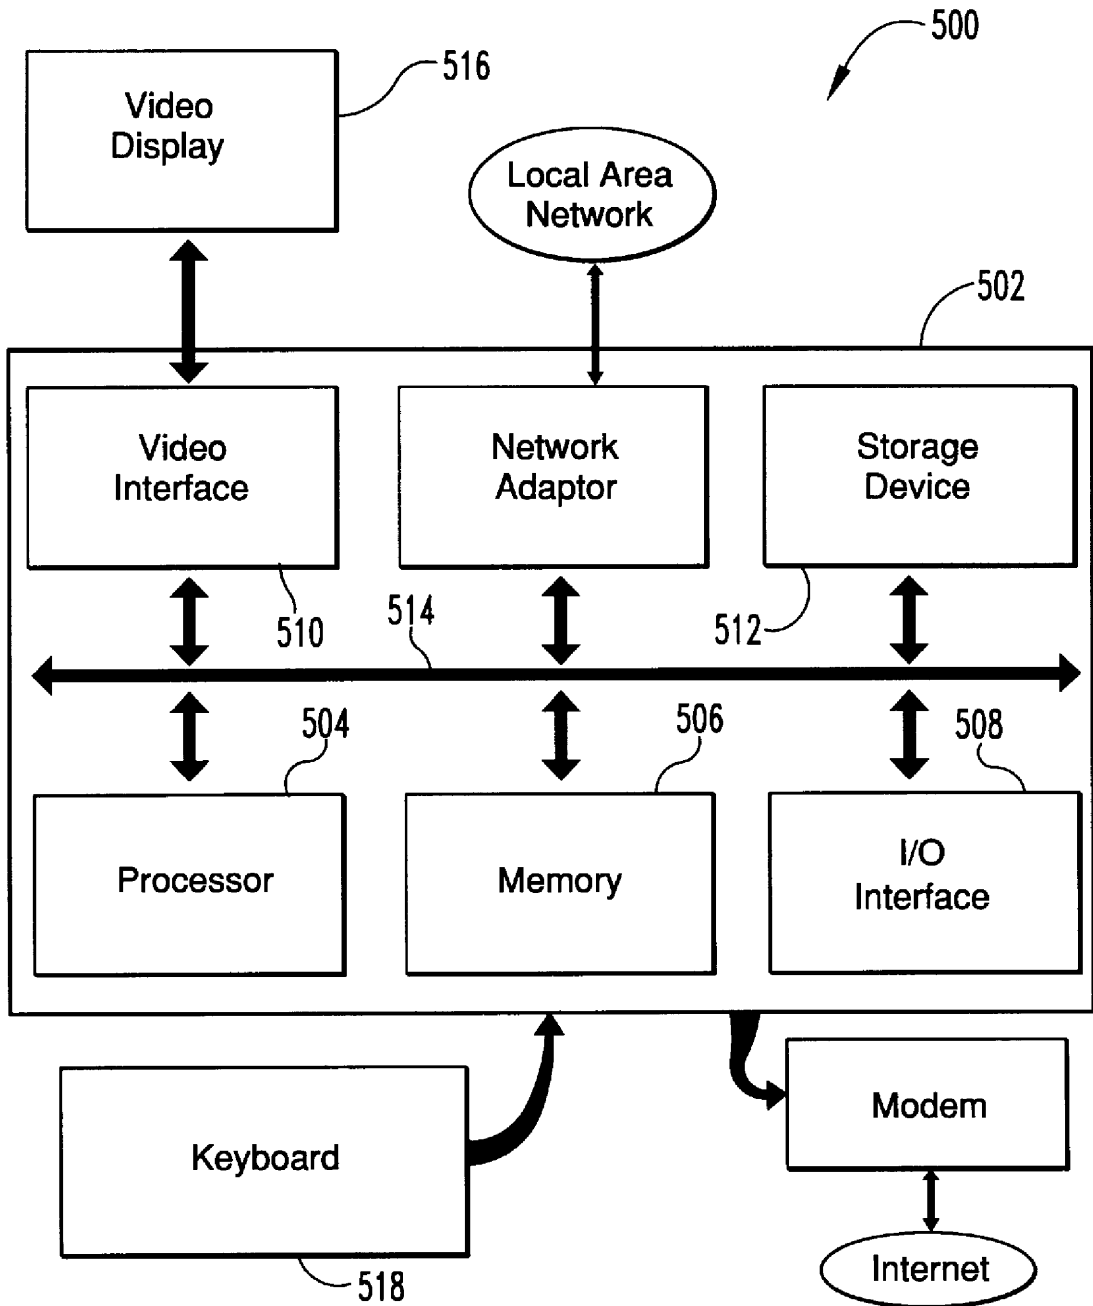 500
516
Video
Display
Local Area
Network
502
Video
Interface
Network
Adaptor
Storage
Device
510
514
512
504
506
508
Processor
Memory
I/O
Interface
Keyboard
Modem
518
Internet